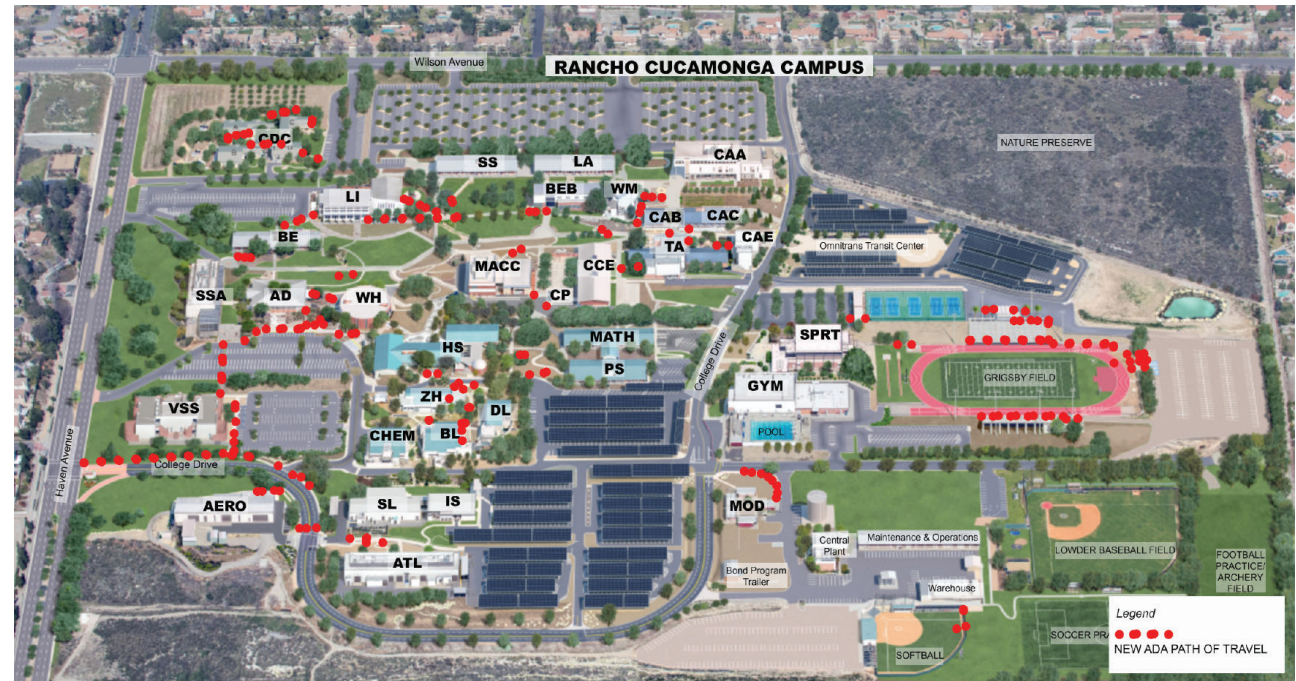 Wilson Avenue
RANCHO CUCAMONGA CAMPUS
CDC
NATURE PRESERVE
SS
LA
CAA
LI
BEB
WM
CAB
CAC
BE
TA
CAE
Omnitrans Transit Center
MACC
CCE
SSA
AD
WH
CP
HS
MATH
SPRT
College Drive
PS
GRIGSBY FIELD
GYM
ZH
VSS
DL
POOL
CHEM
BL
Haven Avenue
College Drive
AERO
SL
IS
MOD
Central
Plant
Maintenance & Operations
LOWDER BASEBALL FIELD
ATL
Bond Program
Trailer
Warehouse
FOOTBALL
PRACTICE/
ARCHERY
FIELD
SOFTBALL
SOCCER PRA
Legend
NEW ADA PATH OF TRAVEL